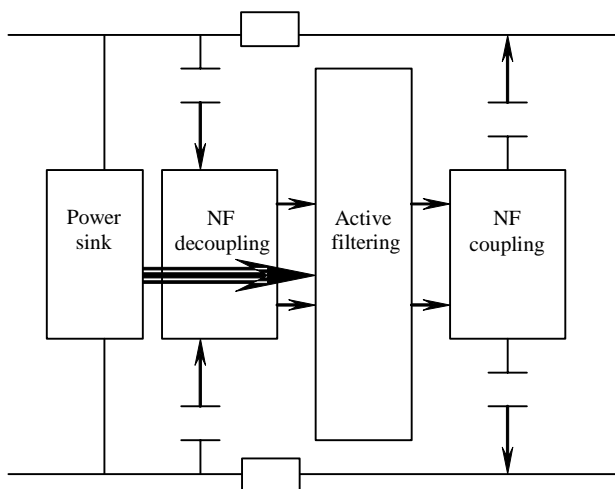 Power
sink
NF
decoupling
Active
filtering
NF
coupling